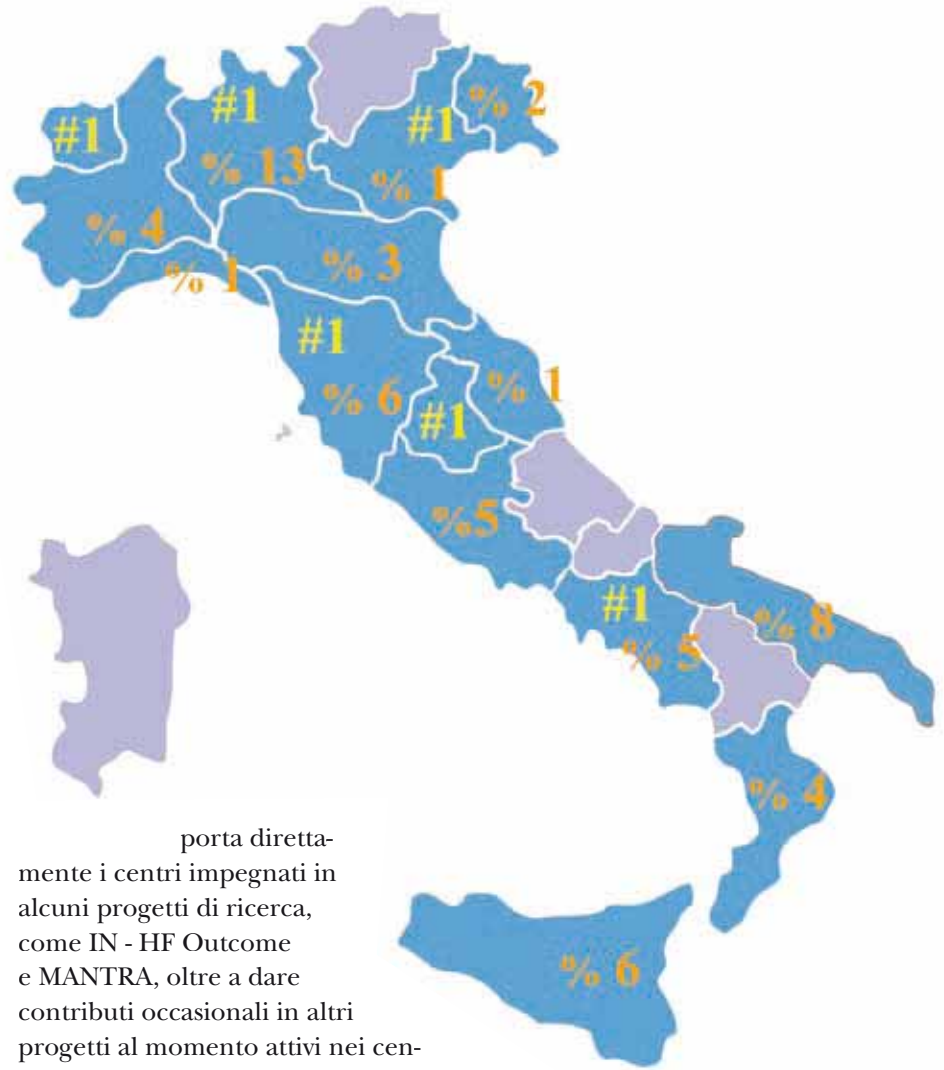 % 2
#1
#1
#1
% 13
% 1
% 4
% 3
% 1
#1
% 6
% 1
#1
%5
#1
% 8
% 5
% 4
porta diretta-
mente i centri impegnati in
alcuni progetti di ricerca,
come IN - HF Outcome
e MANTRA, oltre a dare
contributi occasionali in altri
progetti al momento attivi nei cen-
% 6